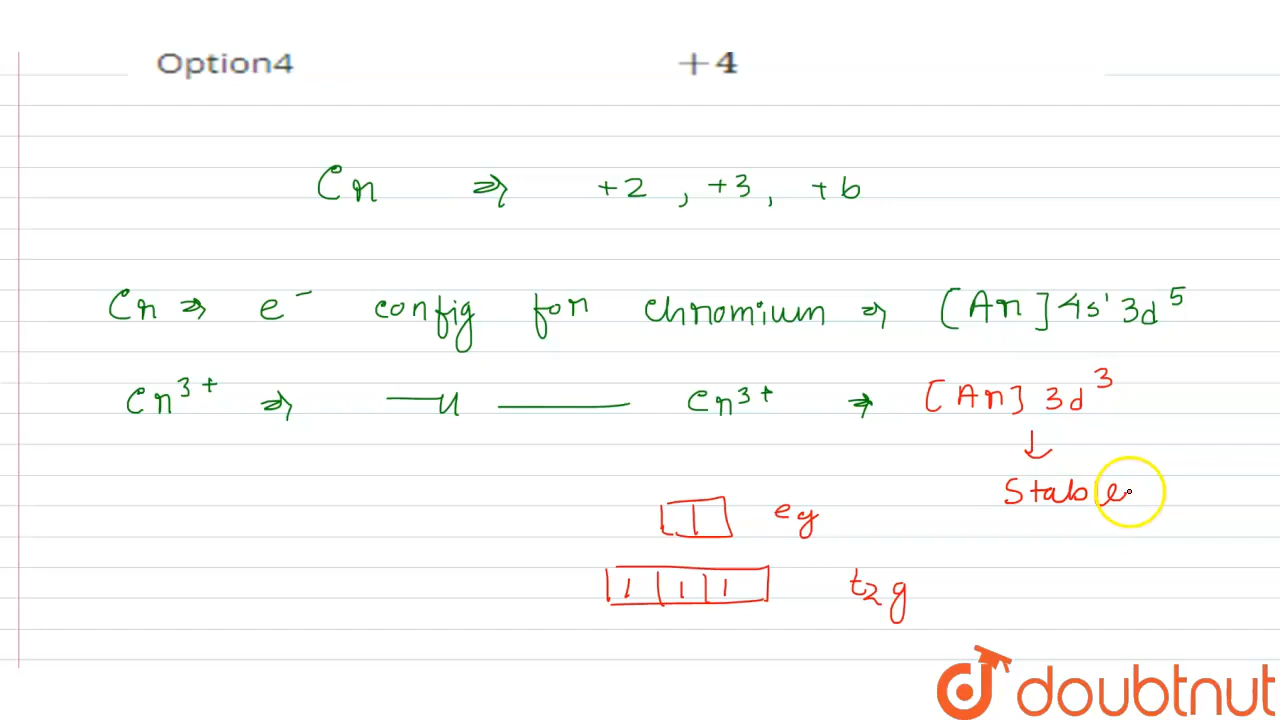 Option4 +4
Cr ⇒ +2, +3, +6
Cr ⇒ e⁻ config for chromium ⇒ [Ar] 4s¹ 3d⁵
Cr³⁺ ⇒ —u— Cr³⁺ → [Ar] 3d³
↓
Stable
eg
t₂g
doubtnut